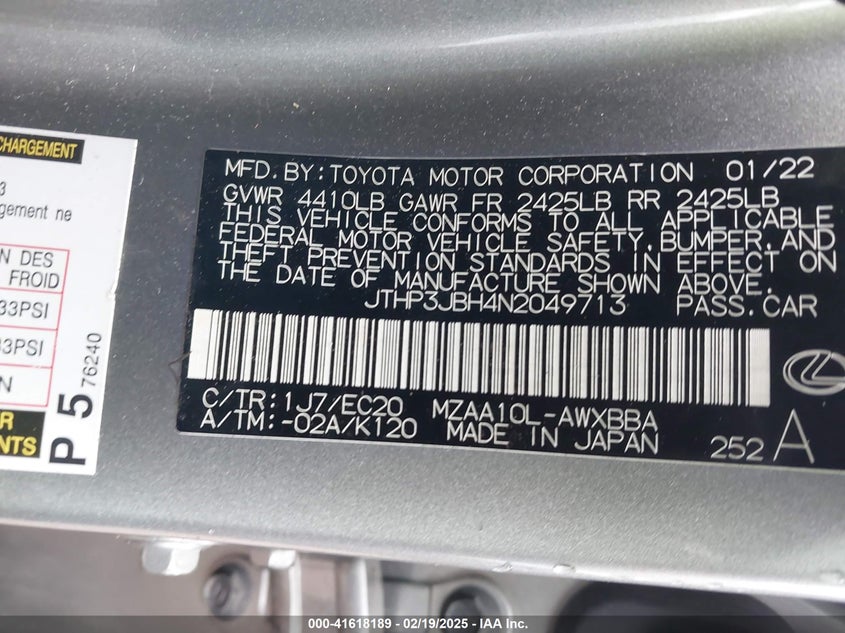 CHARGEMENT
3
gement ne
N DES
FROID
33PSI
33PSI
N
R
NTS
P 5 76240
MFD. BY: TOYOTA MOTOR CORPORATION 01/22
GVWR 4410LB GAWR FR 2425LB RR 2425LB
THIS VEHICLE CONFORMS TO ALL APPLICABLE
FEDERAL MOTOR VEHICLE SAFETY, BUMPER, AND
THEFT PREVENTION STANDARDS IN EFFECT ON
THE DATE OF MANUFACTURE SHOWN ABOVE.
JTHP3JBH4N2049713 PASS. CAR
C/TR: 1J7/EC20 MZAA10L-AWXBBA
A/TM: -02A/K120 MADE IN JAPAN 252 A
000-41618189 - 02/19/2025 - IAA Inc.